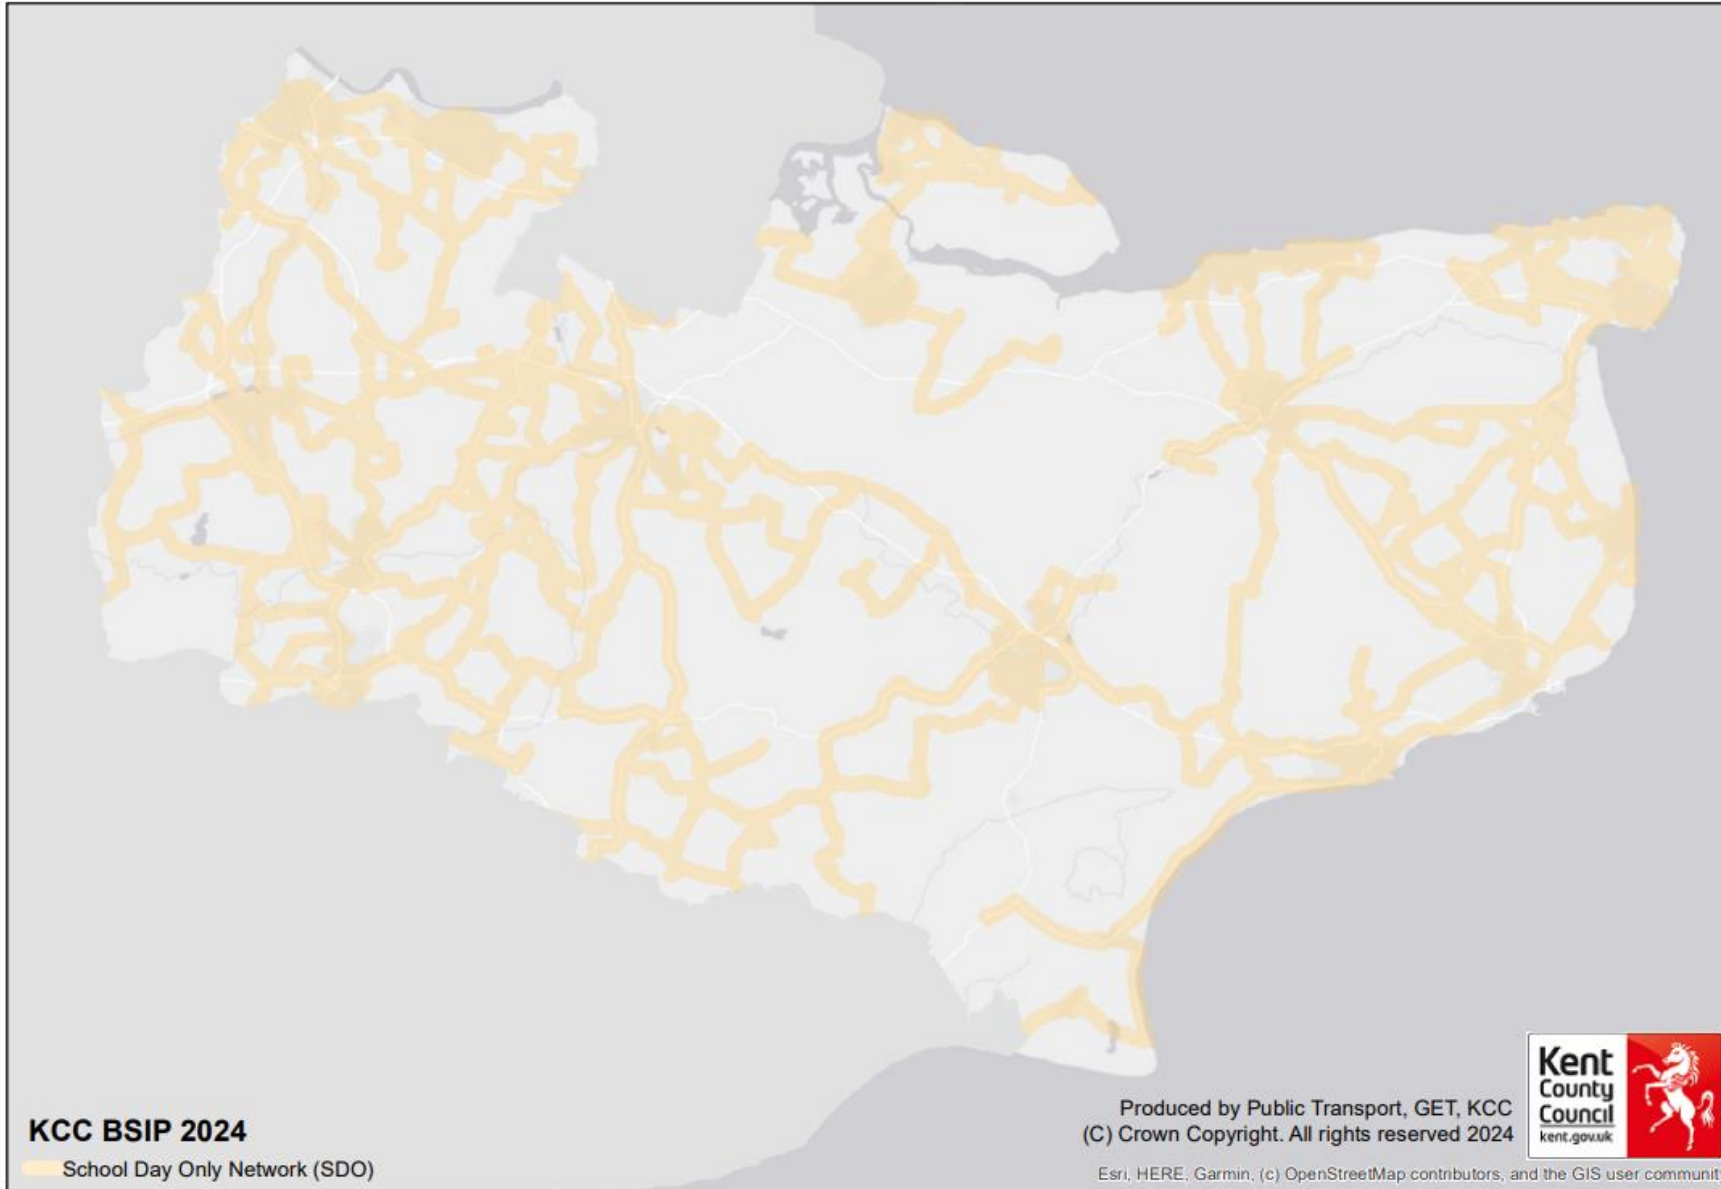 KCC BSIP 2024
School Day Only Network (SDO)
Produced by Public Transport, GET, KCC
(C) Crown Copyright. All rights reserved 2024
Kent
County
Council
kent.gov.uk
Esri, HERE, Garmin, (c) OpenStreetMap contributors, and the GIS user communit